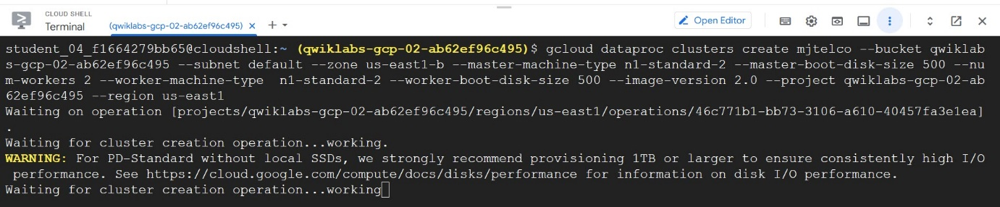 CLOUD SHELL
Terminal
(qwiklabs-gcp-02-ab62ef96c495)
Open Editor
student_04_f1664279bb65@cloudshell:~ (qwiklabs-gcp-02-ab62ef96c495)$ gcloud dataproc clusters create mjtelco --bucket qwiklab
s-gcp-02-ab62ef96c495 --subnet default --zone us-east1-b --master-machine-type n1-standard-2 --master-boot-disk-size 500 --nu
m-workers 2 --worker-machine-type  n1-standard-2 --worker-boot-disk-size 500 --image-version 2.0 --project qwiklabs-gcp-02-ab
62ef96c495 --region us-east1
Waiting on operation [projects/qwiklabs-gcp-02-ab62ef96c495/regions/us-east1/operations/46c771b1-bb73-3106-a610-40457fa3e1ea]
.
Waiting for cluster creation operation...working.
WARNING: For PD-Standard without local SSDs, we strongly recommend provisioning 1TB or larger to ensure consistently high I/O
 performance. See https://cloud.google.com/compute/docs/disks/performance for information on disk I/O performance.
Waiting for cluster creation operation...working